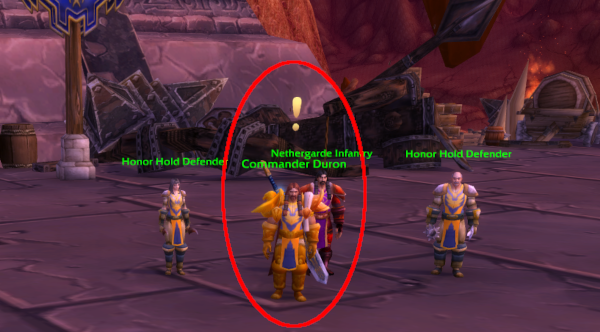 Nethergarde Infantry
Honor Hold Defender
Commander Duron
Honor Hold Defender